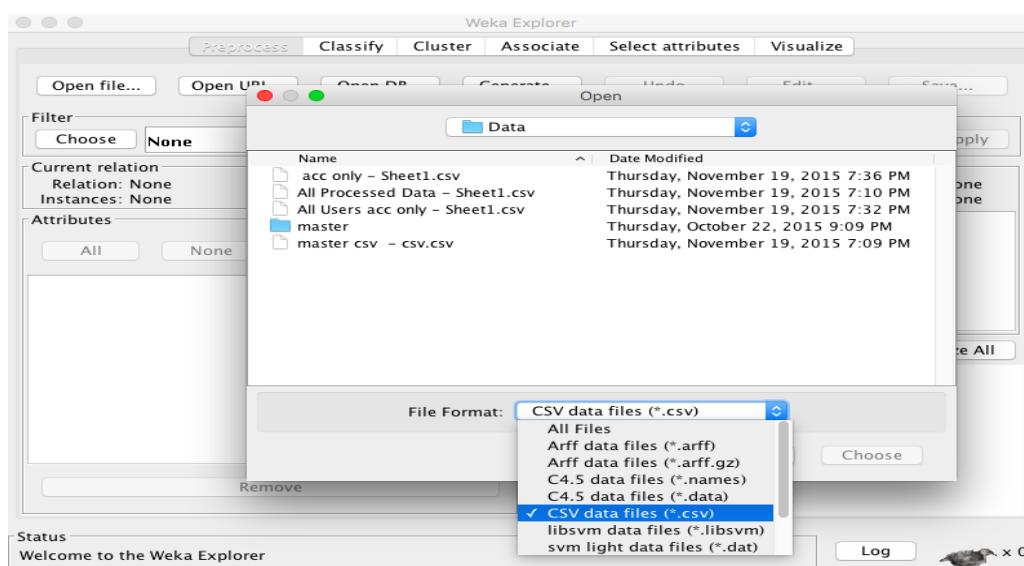 Weka Explorer
Preprocess Classify Cluster Associate Select attributes Visualize
Open file... Open
Open
Filter
Choose None
Data
Current relation
Relation: None
Instances: None
Name Date Modified
acc only - Sheet1.csv Thursday, November 19, 2015 7:36 PM
All Processed Data - Sheet1.csv Thursday, November 19, 2015 7:10 PM
All Users acc only - Sheet1.csv Thursday, November 19, 2015 7:32 PM
master Thursday, October 22, 2015 9:09 PM
master csv - csv.csv Thursday, November 19, 2015 7:09 PM
Attributes
All None
File Format: CSV data files (*.csv)
All Files
Arff data files (*.arff)
Arff data files (*.arff.gz)
C4.5 data files (*.names)
C4.5 data files (*.data)
✓ CSV data files (*.csv)
libsvm data files (*.libsvm)
svm light data files (*.dat)
Choose
All
Remove
Status
Welcome to the Weka Explorer
Log x 0